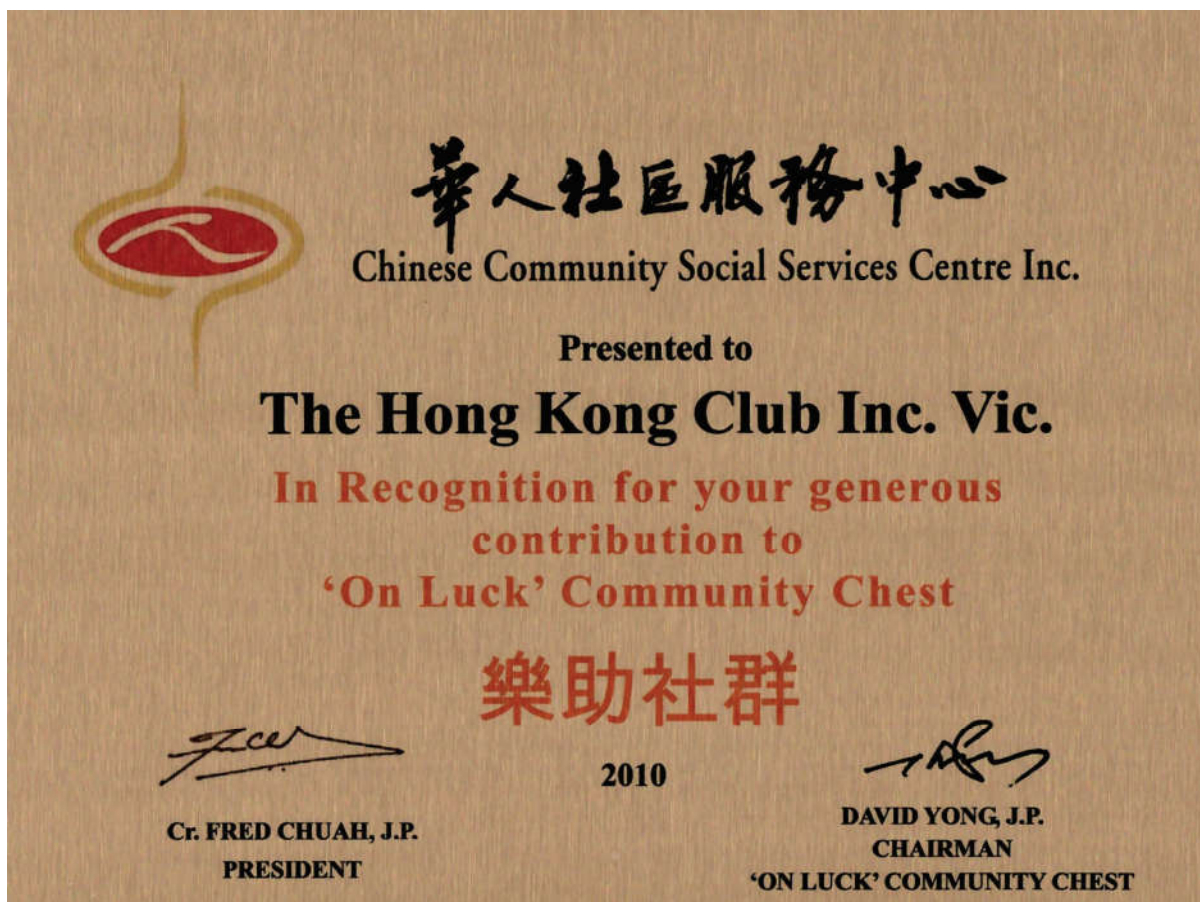 華人社區服務中心
Chinese Community Social Services Centre Inc.
Presented to
The Hong Kong Club Inc. Vic.
In Recognition for your generous
contribution to
‘On Luck’ Community Chest
樂助社群
2010
Cr. FRED CHUAH, J.P.
PRESIDENT
DAVID YONG, J.P.
CHAIRMAN
‘ON LUCK’ COMMUNITY CHEST